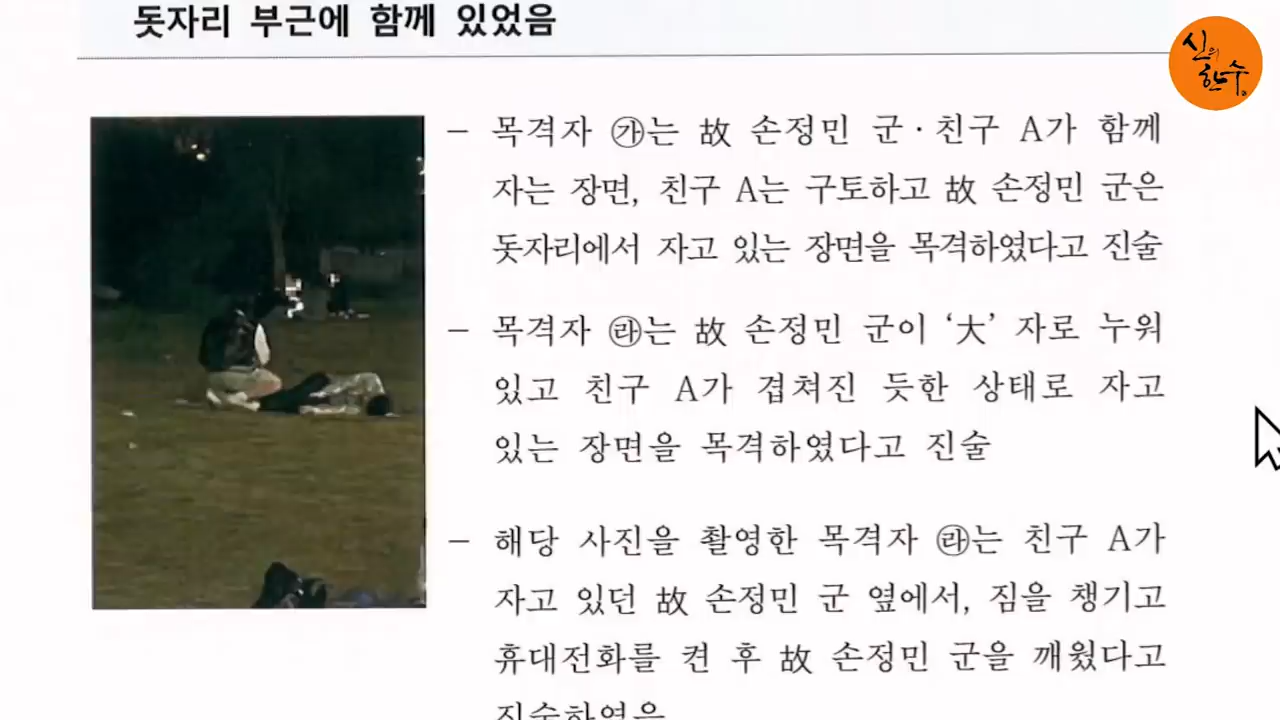 돗자리 부근에 함께 있었음
신의
한수
– 목격자 ㉮는 故 손정민 군·친구 A가 함께
자는 장면, 친구 A는 구토하고 故 손정민 군은
돗자리에서 자고 있는 장면을 목격하였다고 진술
– 목격자 ㉱는 故 손정민 군이 ‘大’ 자로 누워
있고 친구 A가 겹쳐진 듯한 상태로 자고
있는 장면을 목격하였다고 진술
– 해당 사진을 촬영한 목격자 ㉱는 친구 A가
자고 있던 故 손정민 군 옆에서, 짐을 챙기고
휴대전화를 켠 후 故 손정민 군을 깨웠다고
진술하였음